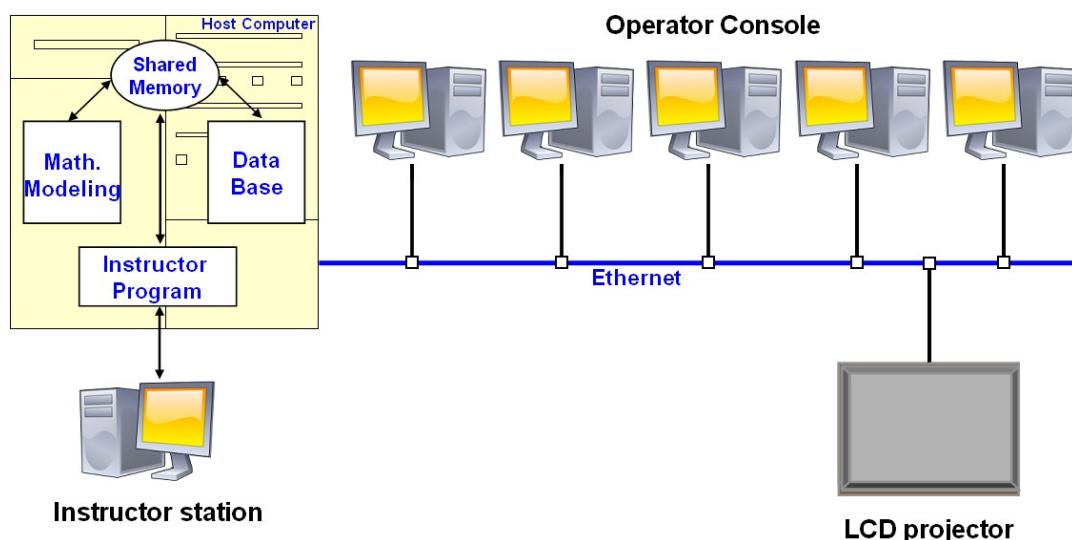 Host Computer
Operator Console
Shared
Memory
Math.
Modeling
Data
Base
Instructor
Program
Ethernet
Instructor station
LCD projector